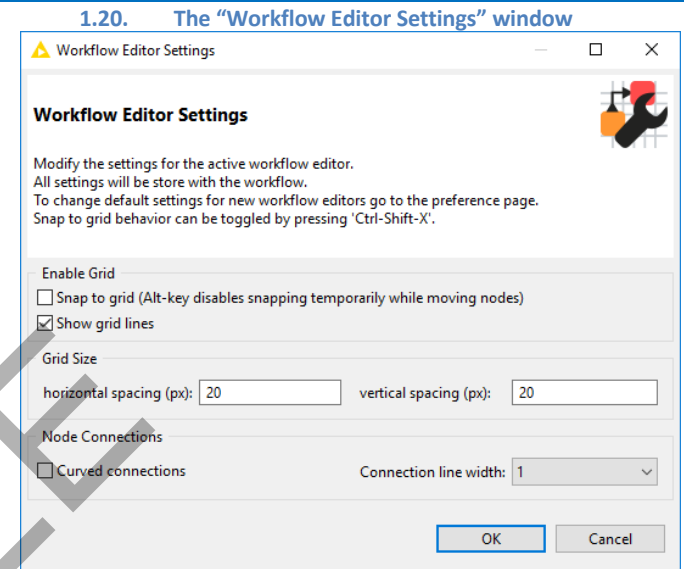 1.20. The “Workflow Editor Settings” window
Workflow Editor Settings
Workflow Editor Settings
Modify the settings for the active workflow editor.
All settings will be store with the workflow.
To change default settings for new workflow editors go to the preference page.
Snap to grid behavior can be toggled by pressing 'Ctrl-Shift-X'.
Enable Grid
Snap to grid (Alt-key disables snapping temporarily while moving nodes)
Show grid lines
Grid Size
horizontal spacing (px): 20 vertical spacing (px): 20
Node Connections
Curved connections Connection line width: 1
OK Cancel